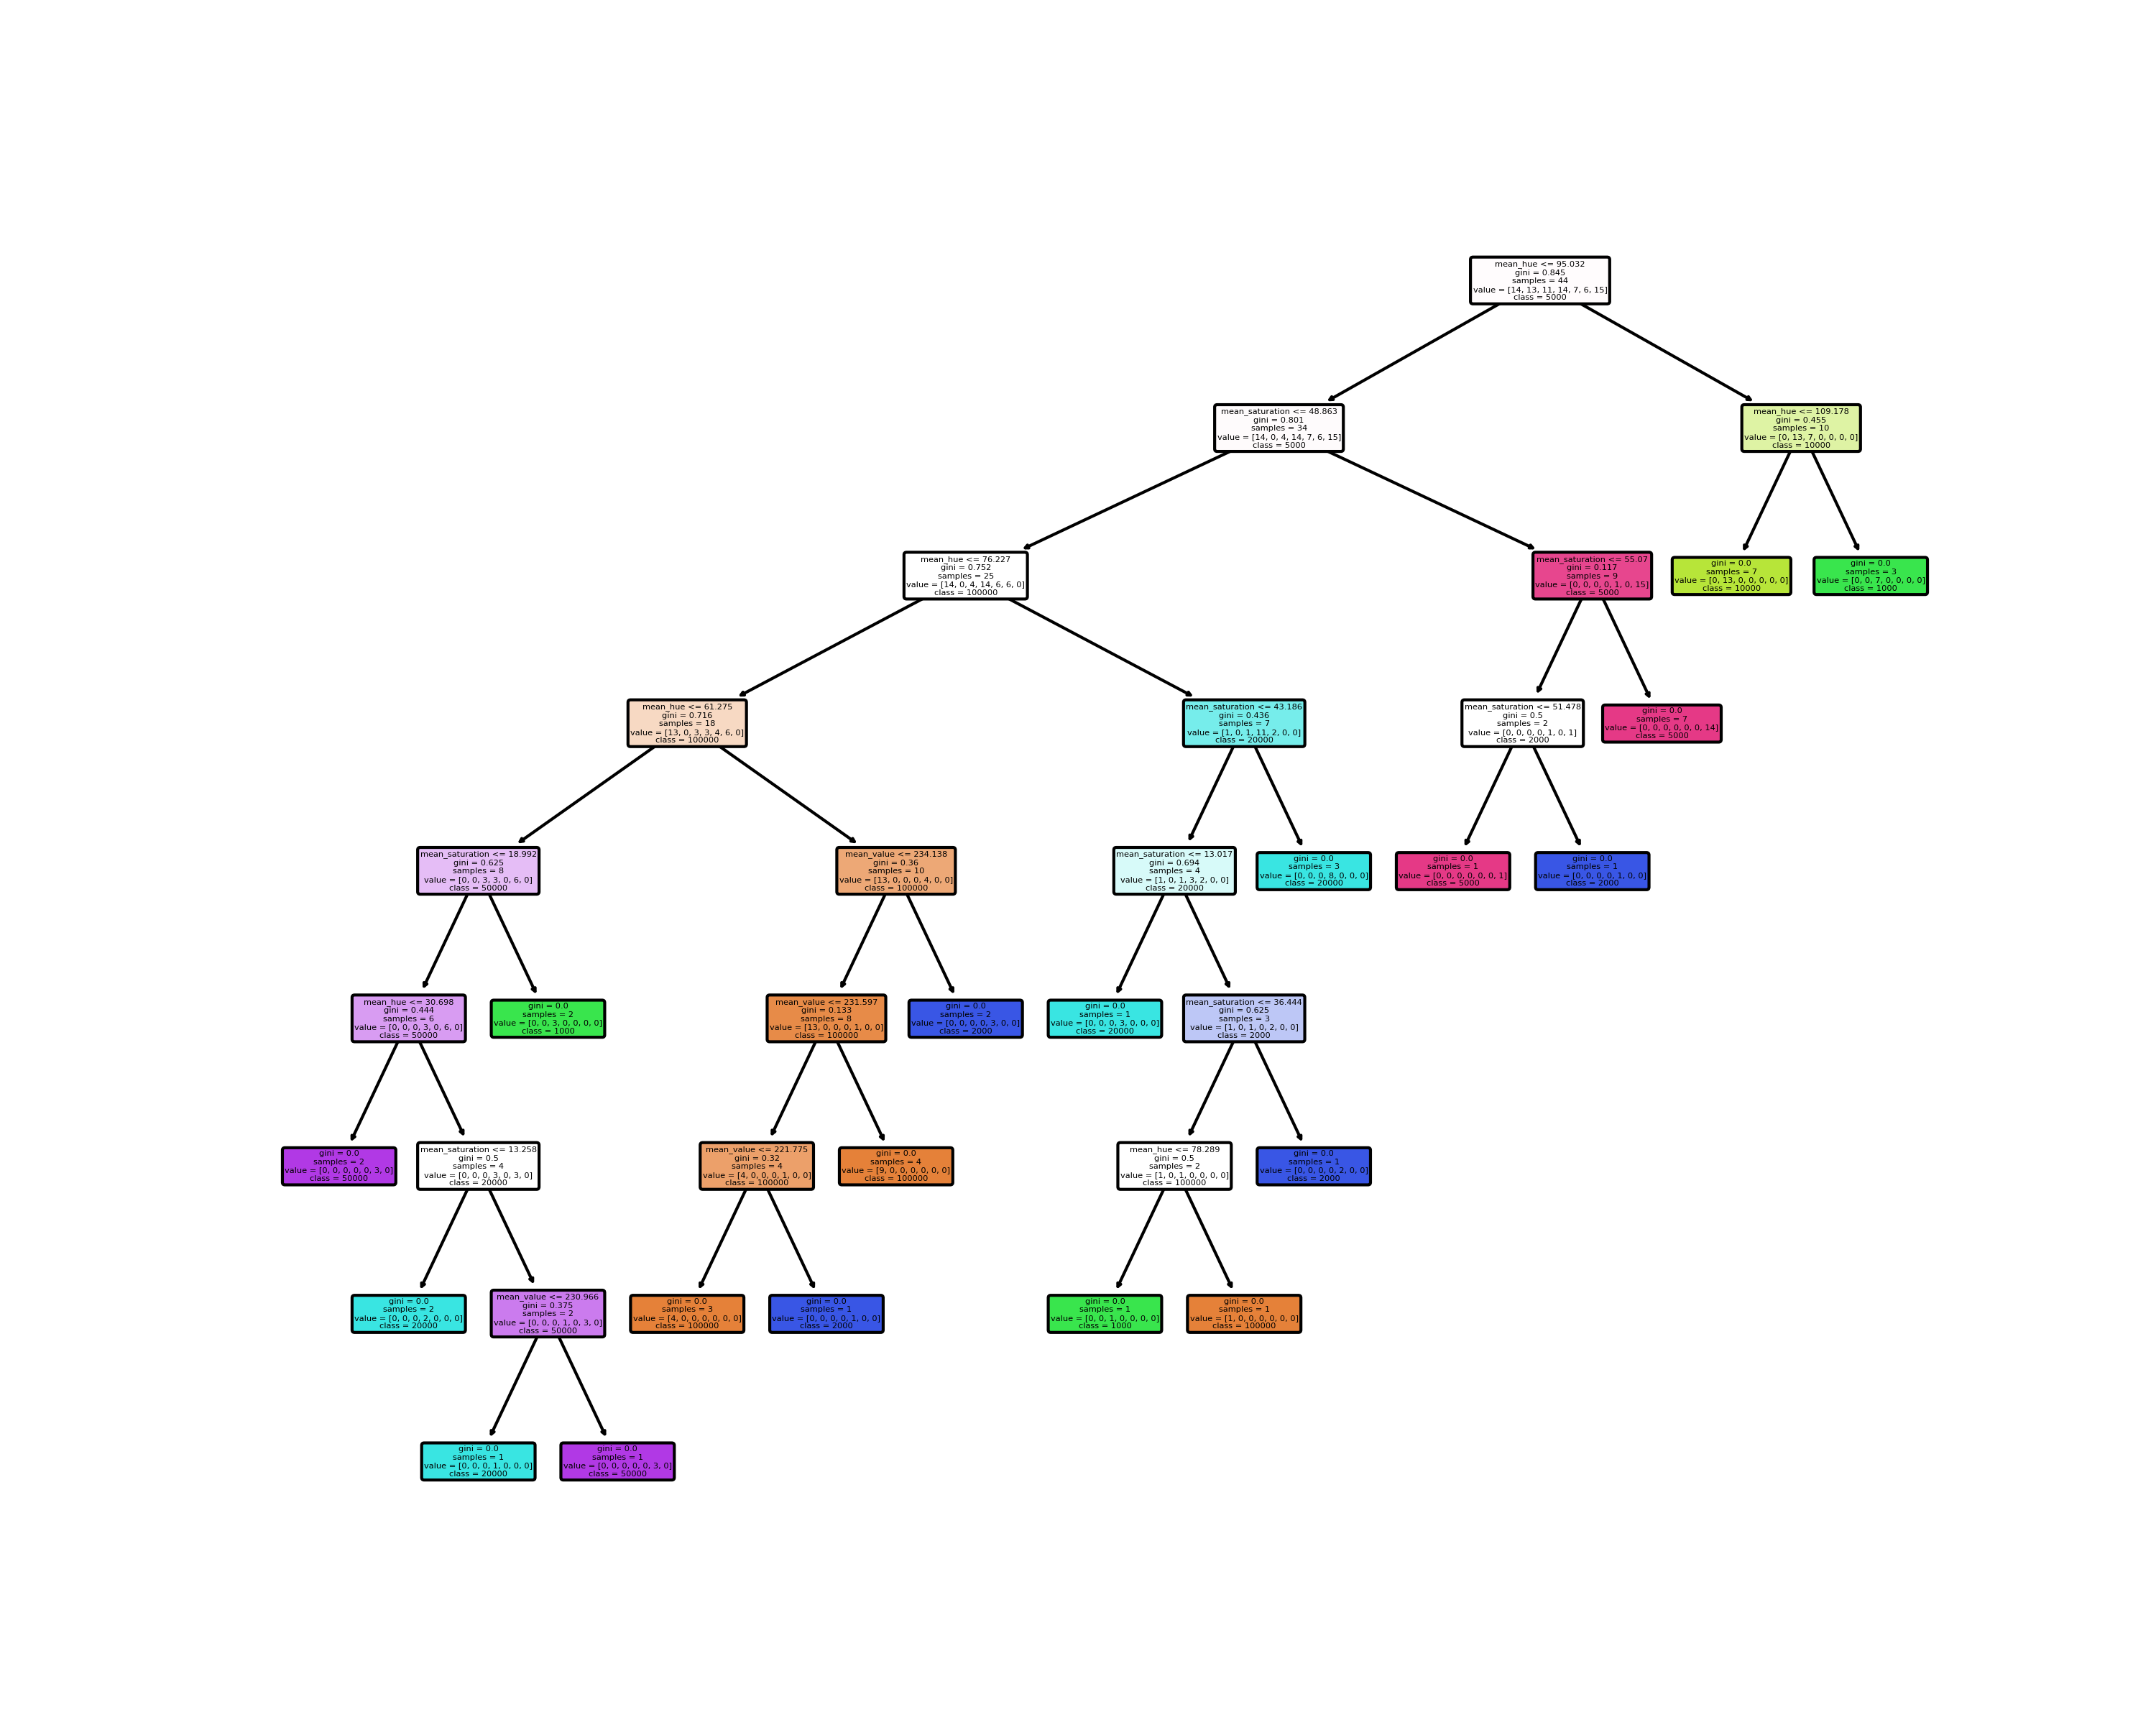 mean_hue <= 95.032
gini = 0.845
samples = 44
value = [14, 13, 11, 14, 7, 6, 15]
class = 5000
mean_saturation <= 48.863
gini = 0.801
samples = 34
value = [14, 0, 4, 14, 7, 6, 15]
class = 5000
mean_hue <= 109.178
gini = 0.455
samples = 10
value = [0, 13, 7, 0, 0, 0, 0]
class = 10000
mean_hue <= 76.227
gini = 0.752
samples = 25
value = [14, 0, 4, 14, 6, 6, 0]
class = 100000
mean_saturation <= 55.07
gini = 0.117
samples = 9
value = [0, 0, 0, 0, 1, 0, 15]
class = 5000
gini = 0.0
samples = 7
value = [0, 13, 0, 0, 0, 0, 0]
class = 10000
gini = 0.0
samples = 3
value = [0, 0, 7, 0, 0, 0, 0]
class = 1000
mean_hue <= 61.275
gini = 0.716
samples = 18
value = [13, 0, 3, 3, 4, 6, 0]
class = 100000
mean_saturation <= 43.186
gini = 0.436
samples = 7
value = [1, 0, 1, 11, 2, 0, 0]
class = 20000
mean_saturation <= 51.478
gini = 0.5
samples = 2
value = [0, 0, 0, 0, 1, 0, 1]
class = 2000
gini = 0.0
samples = 7
value = [0, 0, 0, 0, 0, 0, 14]
class = 5000
mean_saturation <= 18.992
gini = 0.625
samples = 8
value = [0, 0, 3, 3, 0, 6, 0]
class = 50000
mean_value <= 234.138
gini = 0.36
samples = 10
value = [13, 0, 0, 0, 4, 0, 0]
class = 100000
mean_saturation <= 13.017
gini = 0.694
samples = 4
value = [1, 0, 1, 3, 2, 0, 0]
class = 20000
gini = 0.0
samples = 3
value = [0, 0, 0, 8, 0, 0, 0]
class = 20000
gini = 0.0
samples = 1
value = [0, 0, 0, 0, 0, 0, 1]
class = 5000
gini = 0.0
samples = 1
value = [0, 0, 0, 0, 1, 0, 0]
class = 2000
mean_hue <= 30.698
gini = 0.444
samples = 6
value = [0, 0, 0, 3, 0, 6, 0]
class = 50000
gini = 0.0
samples = 2
value = [0, 0, 3, 0, 0, 0, 0]
class = 1000
mean_value <= 231.597
gini = 0.133
samples = 8
value = [13, 0, 0, 0, 1, 0, 0]
class = 100000
gini = 0.0
samples = 2
value = [0, 0, 0, 0, 3, 0, 0]
class = 2000
gini = 0.0
samples = 1
value = [0, 0, 0, 3, 0, 0, 0]
class = 20000
mean_saturation <= 36.444
gini = 0.625
samples = 3
value = [1, 0, 1, 0, 2, 0, 0]
class = 2000
gini = 0.0
samples = 2
value = [0, 0, 0, 0, 0, 3, 0]
class = 50000
mean_saturation <= 13.258
gini = 0.5
samples = 4
value = [0, 0, 0, 3, 0, 3, 0]
class = 20000
mean_value <= 221.775
gini = 0.32
samples = 4
value = [4, 0, 0, 0, 1, 0, 0]
class = 100000
gini = 0.0
samples = 4
value = [9, 0, 0, 0, 0, 0, 0]
class = 100000
mean_hue <= 78.289
gini = 0.5
samples = 2
value = [1, 0, 1, 0, 0, 0, 0]
class = 100000
gini = 0.0
samples = 1
value = [0, 0, 0, 0, 2, 0, 0]
class = 2000
gini = 0.0
samples = 2
value = [0, 0, 0, 2, 0, 0, 0]
class = 20000
mean_value <= 230.966
gini = 0.375
samples = 2
value = [0, 0, 0, 1, 0, 3, 0]
class = 50000
gini = 0.0
samples = 3
value = [4, 0, 0, 0, 0, 0, 0]
class = 100000
gini = 0.0
samples = 1
value = [0, 0, 0, 0, 1, 0, 0]
class = 2000
gini = 0.0
samples = 1
value = [0, 0, 1, 0, 0, 0, 0]
class = 1000
gini = 0.0
samples = 1
value = [1, 0, 0, 0, 0, 0, 0]
class = 100000
gini = 0.0
samples = 1
value = [0, 0, 0, 1, 0, 0, 0]
class = 20000
gini = 0.0
samples = 1
value = [0, 0, 0, 0, 0, 3, 0]
class = 50000